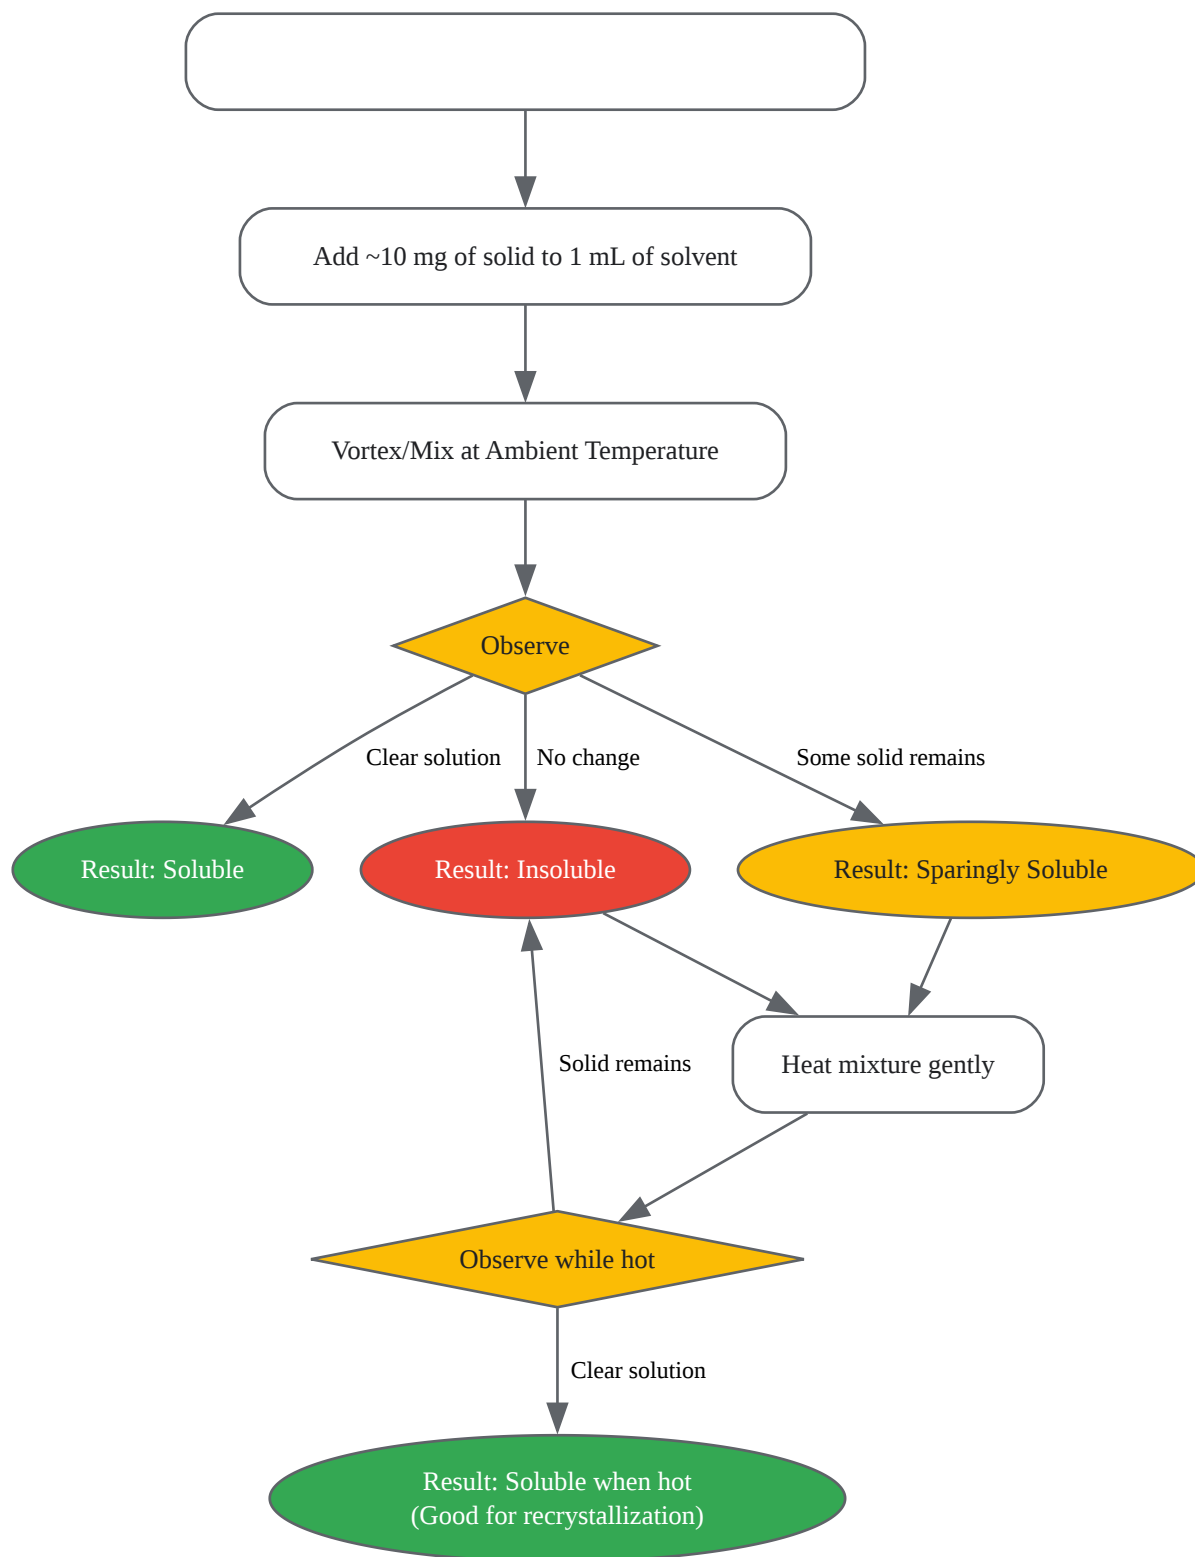 Add ~10 mg of solid to 1 mL of solvent
Vortex/Mix at Ambient Temperature
Observe
Clear solution
No change
Some solid remains
Result: Soluble
Result: Insoluble
Result: Sparingly Soluble
Solid remains
Heat mixture gently
Observe while hot
Clear solution
Result: Soluble when hot
(Good for recrystallization)